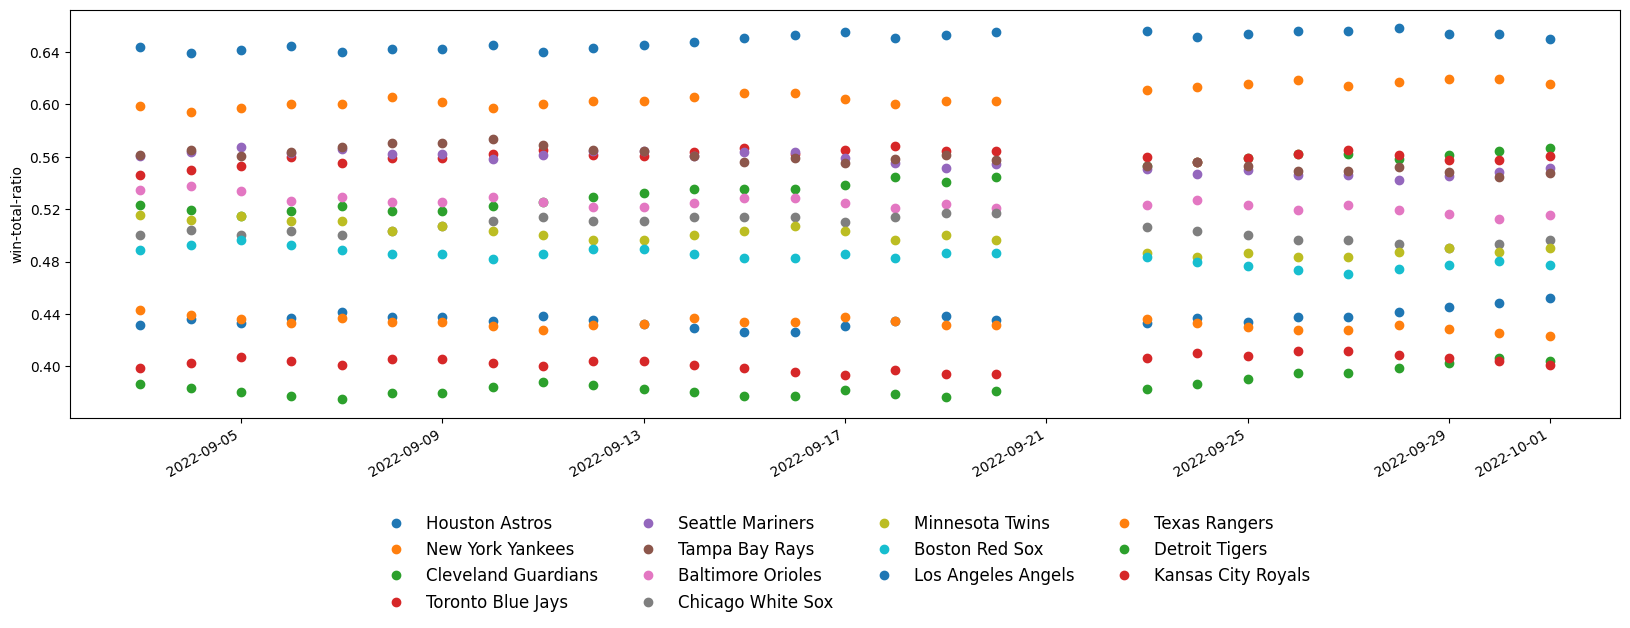 win-total-ratio
0.64
0.60
0.56
0.52
0.48
0.44
0.40
2022-09-05
2022-09-09
2022-09-13
2022-09-17
2022-09-21
2022-09-25
2022-09-29
2022-10-01
Houston Astros
New York Yankees
Cleveland Guardians
Toronto Blue Jays
Seattle Mariners
Tampa Bay Rays
Baltimore Orioles
Chicago White Sox
Minnesota Twins
Boston Red Sox
Los Angeles Angels
Texas Rangers
Detroit Tigers
Kansas City Royals